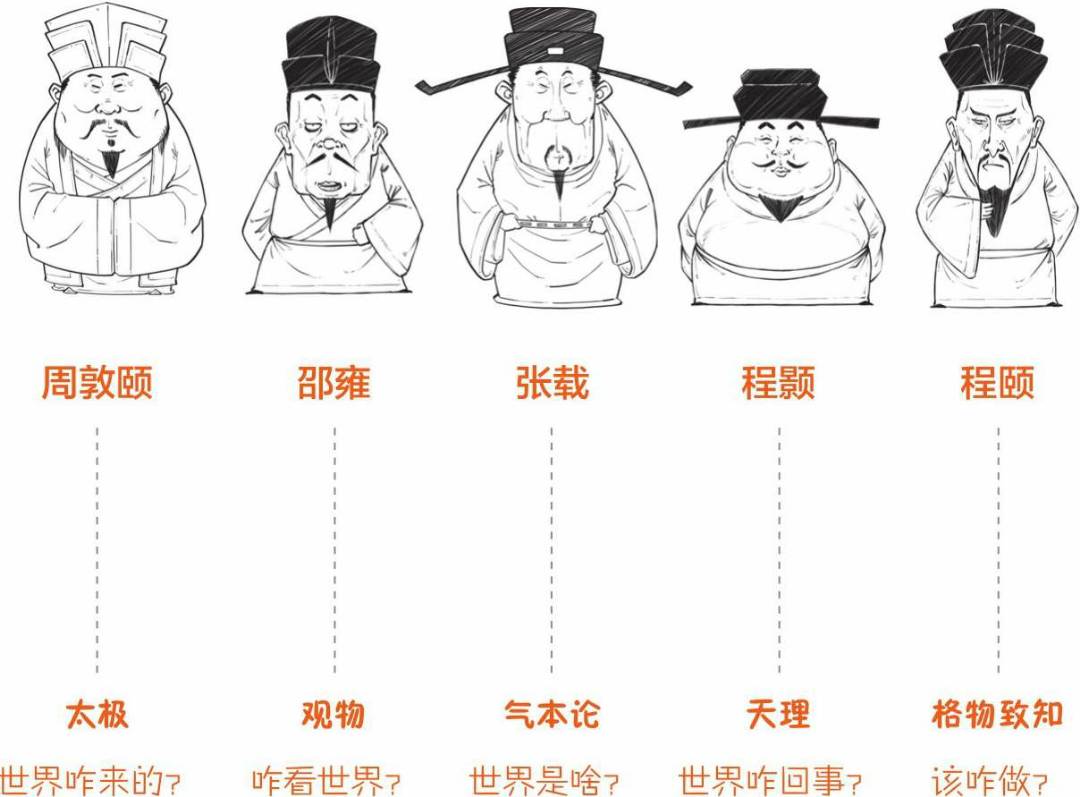 周敦颐 邵雍 张载 程颢 程颐
太极 观物 气本论 天理 格物致知
世界咋来的? 咋看世界? 世界是啥? 世界咋回事? 该咋做?